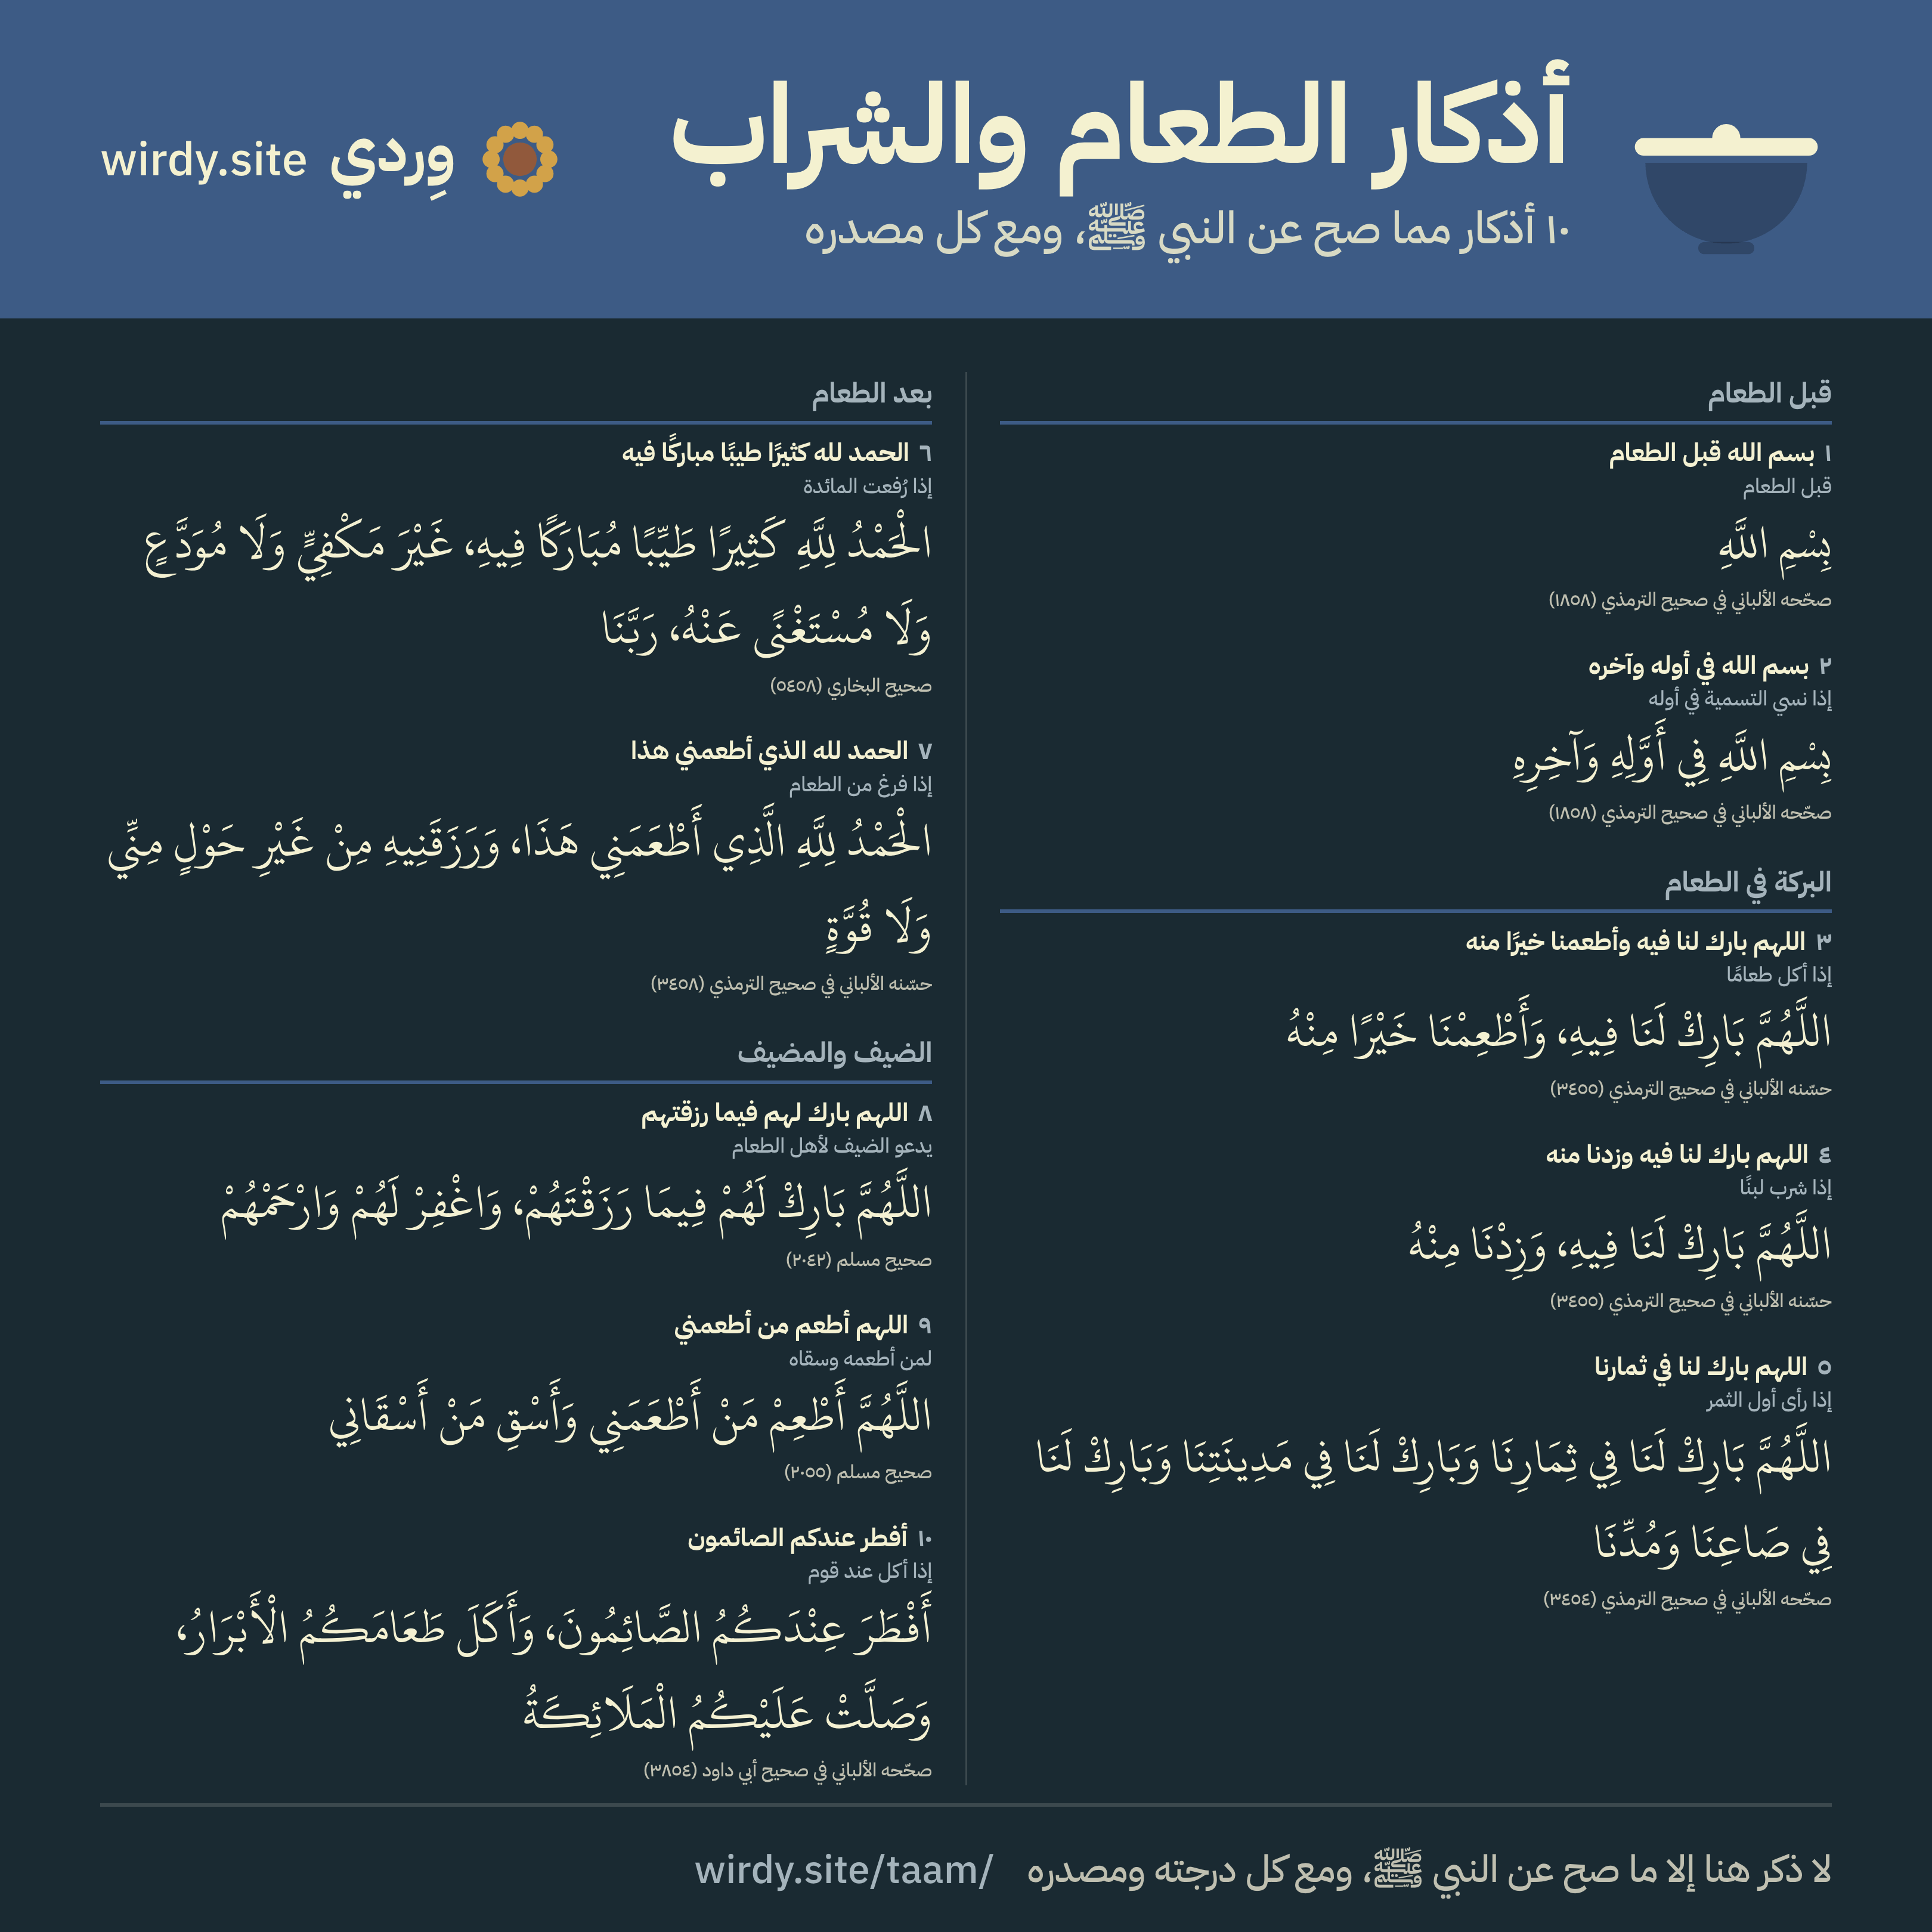 أذكار الطعام والشراب
١٠ أذكار مما صح عن النبي ﷺ، ومع كل مصدره
وِردي wirdy.site
قبل الطعام
١ بسم الله قبل الطعام
قبل الطعام
بِسْمِ اللَّهِ
صحّحه الألباني في صحيح الترمذي (١٨٥٨)
٢ بسم الله في أوله وآخره
إذا نسي التسمية في أوله
بِسْمِ اللَّهِ فِي أَوَّلِهِ وَآخِرِهِ
صحّحه الألباني في صحيح الترمذي (١٨٥٨)
البركة في الطعام
٣ اللهم بارك لنا فيه وأطعمنا خيرًا منه
إذا أكل طعامًا
اللَّهُمَّ بَارِكْ لَنَا فِيهِ، وَأَطْعِمْنَا خَيْرًا مِنْهُ
حسّنه الألباني في صحيح الترمذي (٣٤٥٥)
٤ اللهم بارك لنا فيه وزدنا منه
إذا شرب لبنًا
اللَّهُمَّ بَارِكْ لَنَا فِيهِ، وَزِدْنَا مِنْهُ
حسّنه الألباني في صحيح الترمذي (٣٤٥٥)
٥ اللهم بارك لنا في ثمارنا
إذا رأى أول الثمر
اللَّهُمَّ بَارِكْ لَنَا فِي ثِمَارِنَا وَبَارِكْ لَنَا فِي مَدِينَتِنَا وَبَارِكْ لَنَا
فِي صَاعِنَا وَمُدِّنَا
صحّحه الألباني في صحيح الترمذي (٣٤٥٤)
بعد الطعام
٦ الحمد لله كثيرًا طيبًا مباركًا فيه
إذا رُفعت المائدة
الْحَمْدُ لِلَّهِ كَثِيرًا طَيِّبًا مُبَارَكًا فِيهِ، غَيْرَ مَكْفِيٍّ وَلَا مُوَدَّعٍ
وَلَا مُسْتَغْنًى عَنْهُ، رَبَّنَا
صحيح البخاري (٥٤٥٨)
٧ الحمد لله الذي أطعمني هذا
إذا فرغ من الطعام
الْحَمْدُ لِلَّهِ الَّذِي أَطْعَمَنِي هَذَا، وَرَزَقَنِيهِ مِنْ غَيْرِ حَوْلٍ مِنِّي
وَلَا قُوَّةٍ
حسّنه الألباني في صحيح الترمذي (٣٤٥٨)
الضيف والمضيف
٨ اللهم بارك لهم فيما رزقتهم
يدعو الضيف لأهل الطعام
اللَّهُمَّ بَارِكْ لَهُمْ فِيمَا رَزَقْتَهُمْ، وَاغْفِرْ لَهُمْ وَارْحَمْهُمْ
صحيح مسلم (٢٠٤٢)
٩ اللهم أطعم من أطعمني
لمن أطعمه وسقاه
اللَّهُمَّ أَطْعِمْ مَنْ أَطْعَمَنِي وَأَسْقِ مَنْ أَسْقَانِي
صحيح مسلم (٢٠٥٥)
١٠ أفطر عندكم الصائمون
إذا أكل عند قوم
أَفْطَرَ عِنْدَكُمُ الصَّائِمُونَ، وَأَكَلَ طَعَامَكُمُ الْأَبْرَارُ،
وَصَلَّتْ عَلَيْكُمُ الْمَلَائِكَةُ
صحّحه الألباني في صحيح أبي داود (٣٨٥٤)
لا ذكر هنا إلا ما صح عن النبي ﷺ، ومع كل درجته ومصدره wirdy.site/taam/